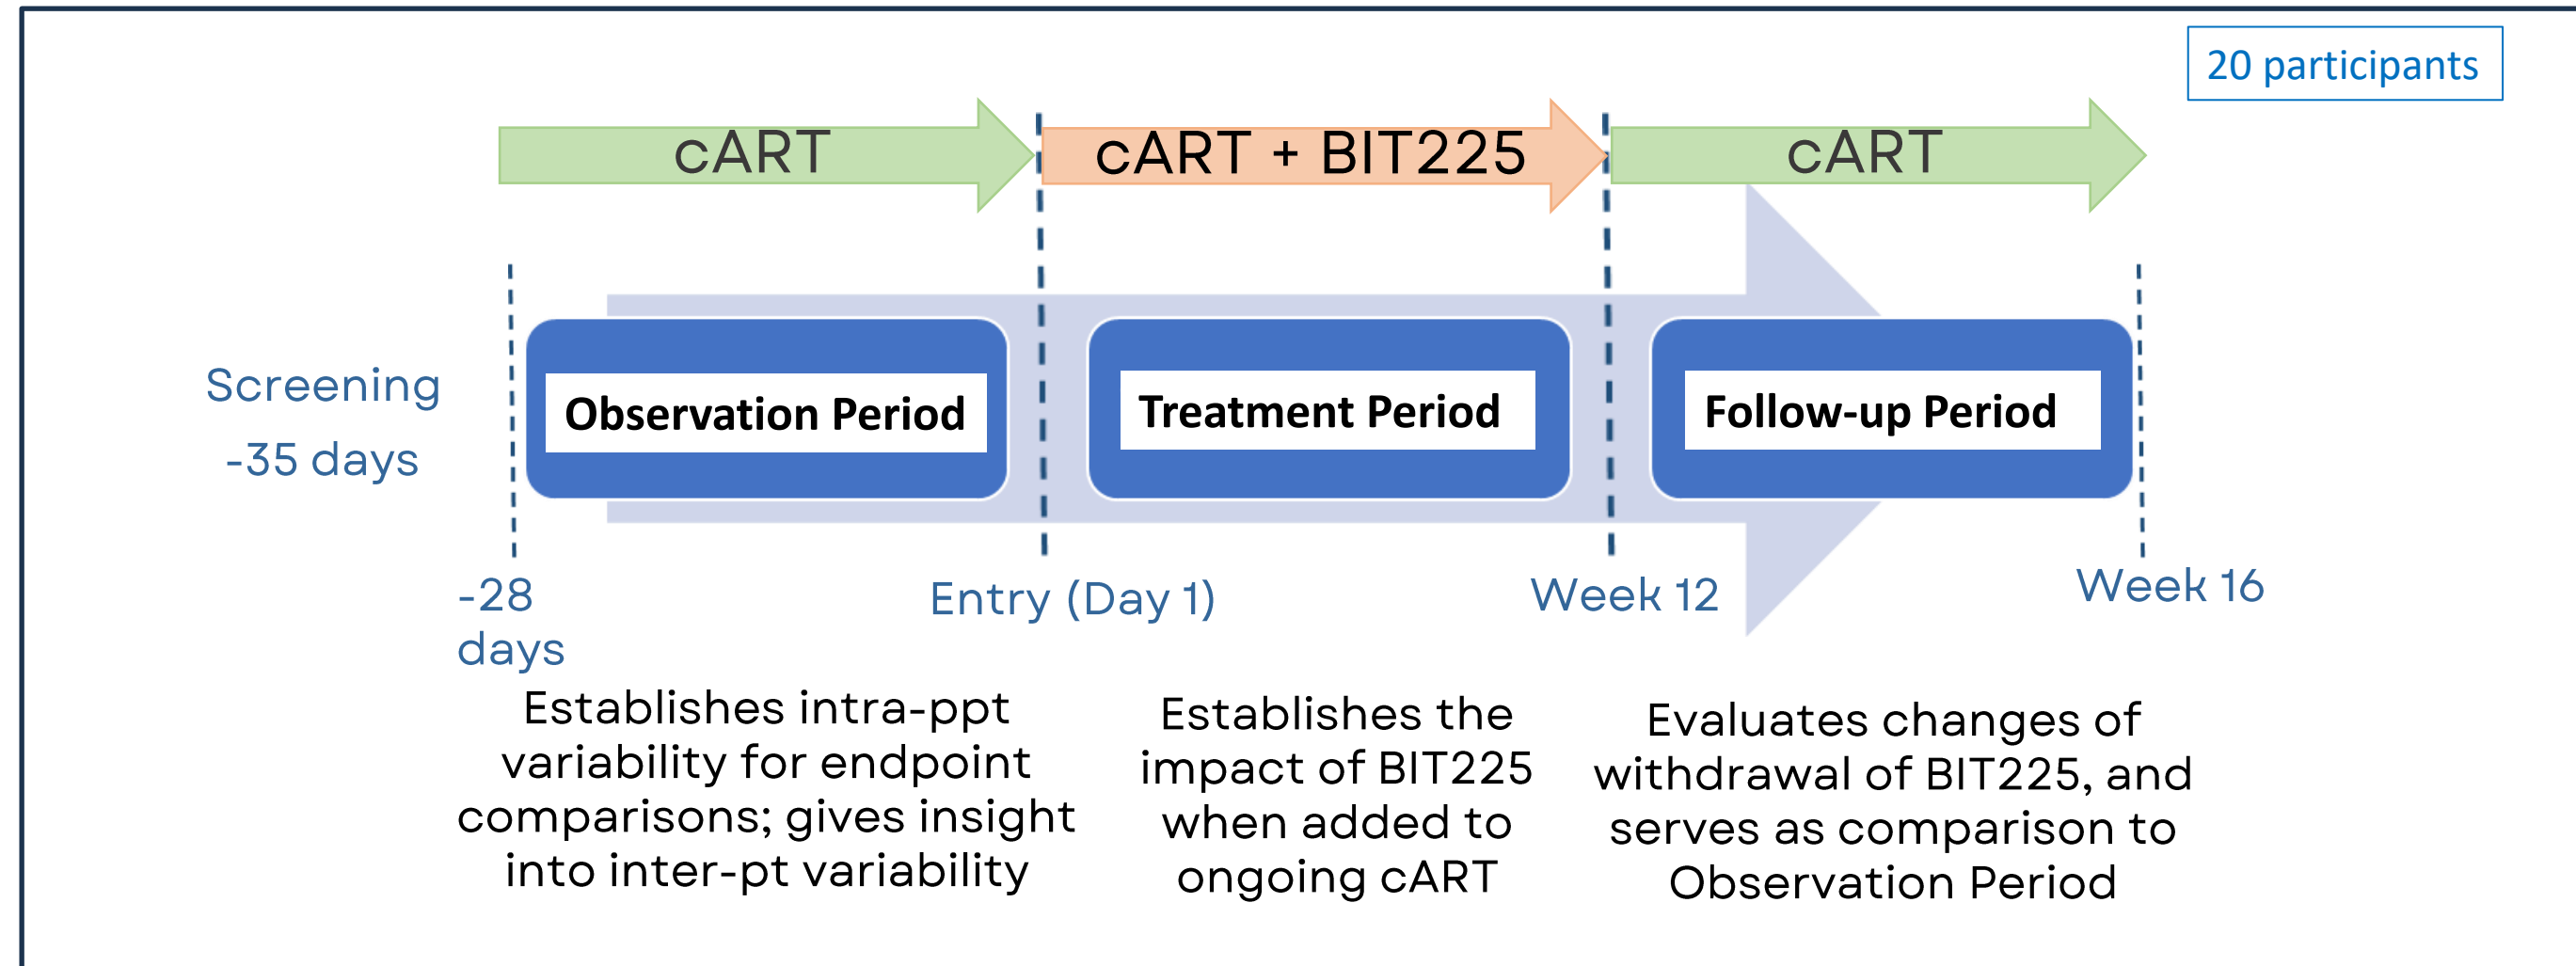 20 participants
cART
cART + BIT225
cART
Screening
-35 days
Observation Period
Treatment Period
Follow-up Period
-28
days
Entry (Day 1)
Week 12
Week 16
Establishes intra-ppt
variability for endpoint
comparisons; gives insight
into inter-pt variability
Establishes the
impact of BIT225
when added to
ongoing cART
Evaluates changes of
withdrawal of BIT225, and
serves as comparison to
Observation Period